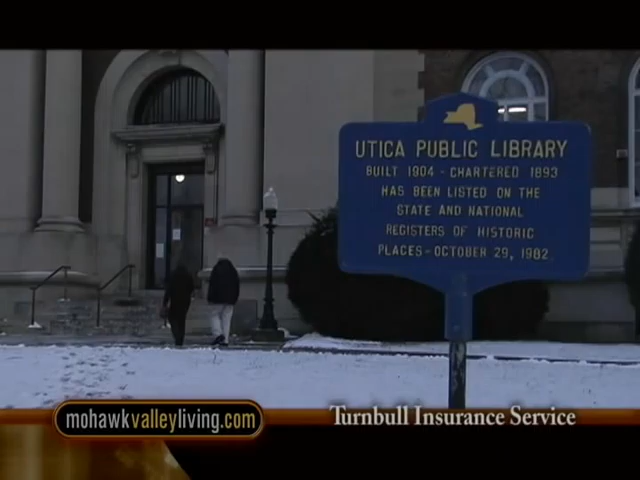 UTICA PUBLIC LIBRARY
BUILT 1904 - CHARTERED 1893
HAS BEEN LISTED ON THE
STATE AND NATIONAL
REGISTERS OF HISTORIC
PLACES - OCTOBER 29, 1982
mohawkvalleyliving.com
Turnbull Insurance Service